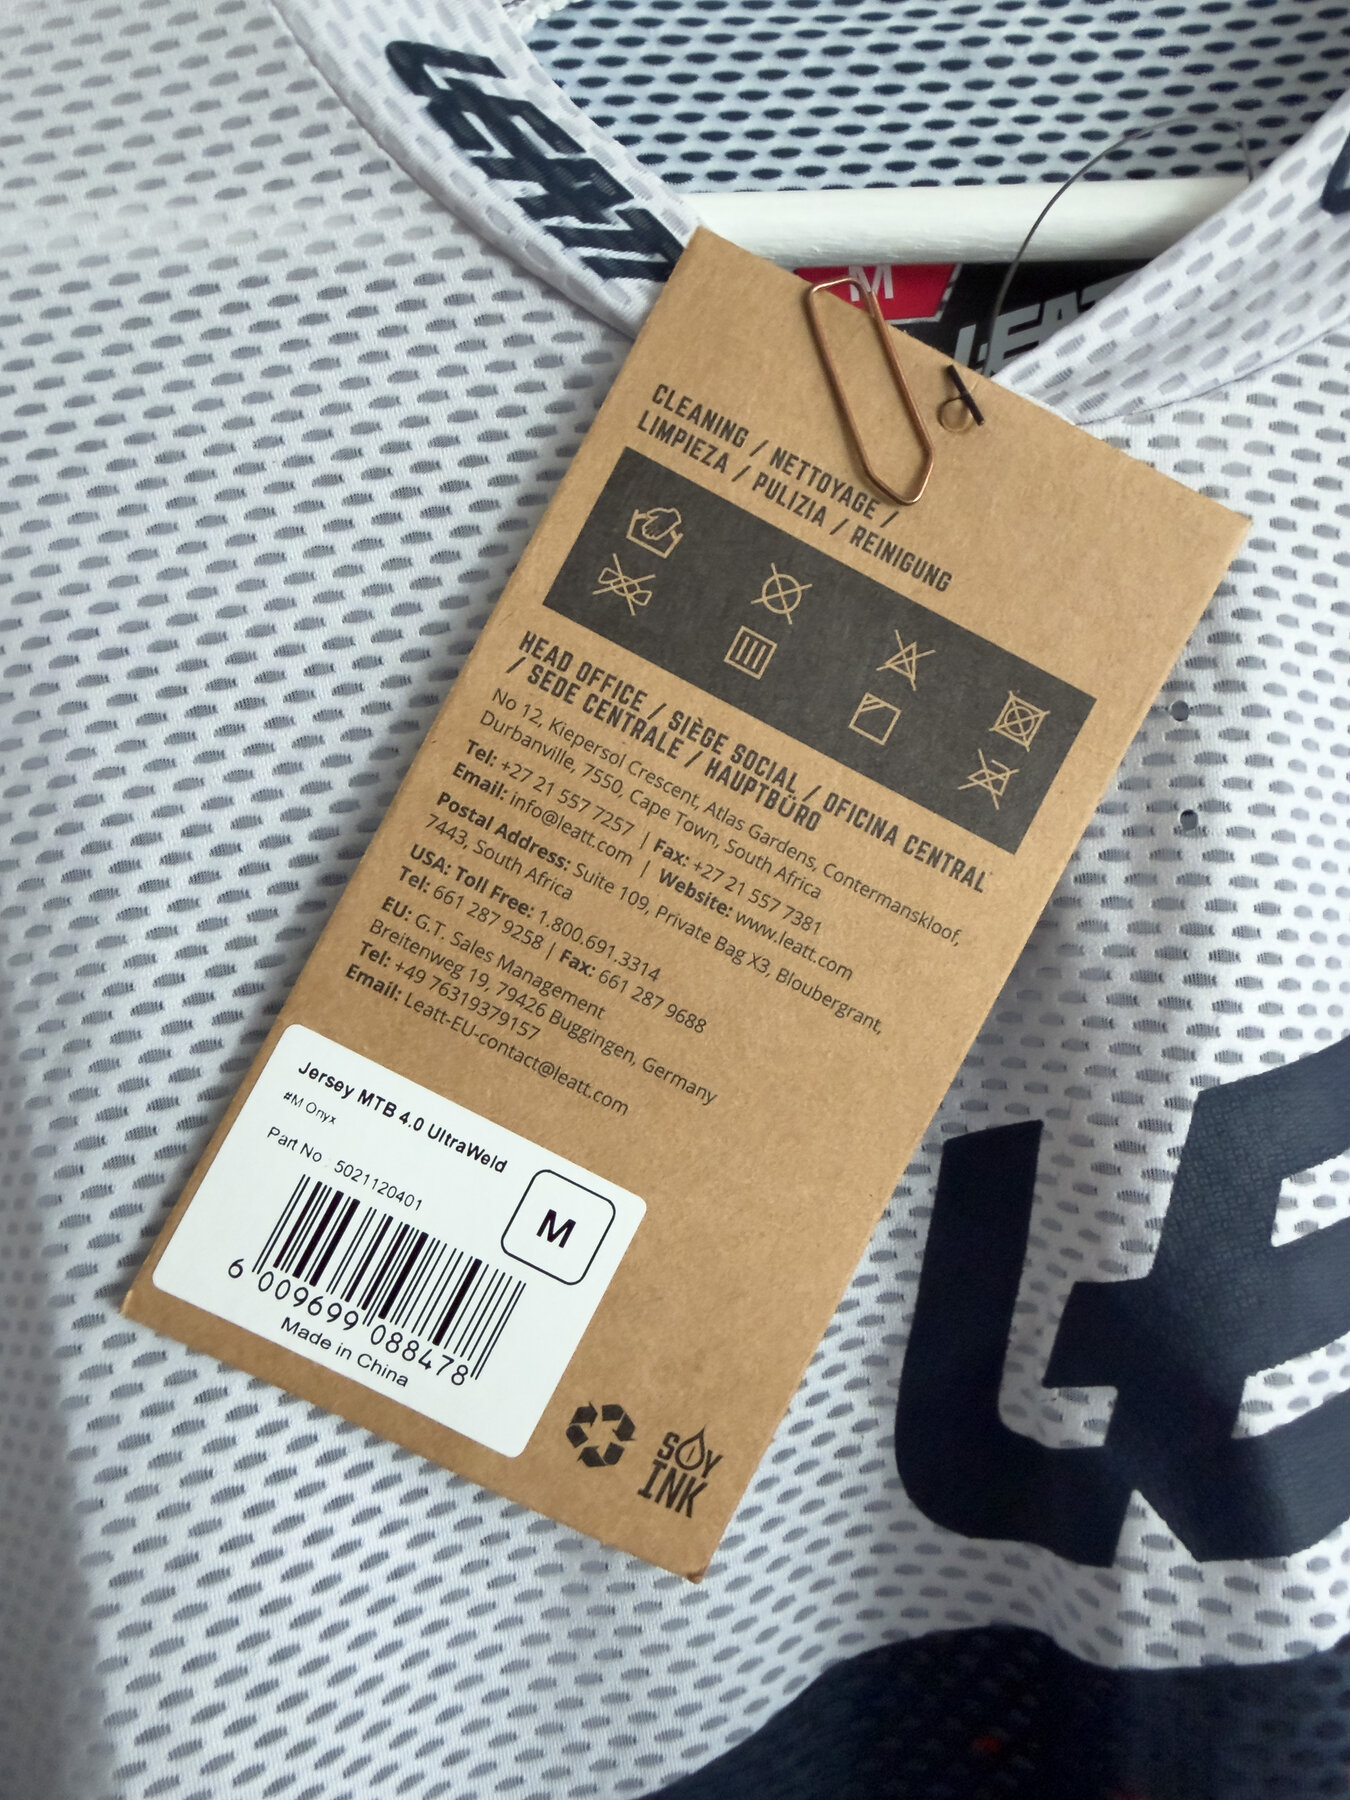 LEATT
M
LEAT
CLEANING / NETTOYAGE /
LIMPIEZA / PULIZIA / REINIGUNG
HEAD OFFICE / SIÈGE SOCIAL / OFICINA CENTRAL
/ SEDE CENTRALE / HAUPTBÜRO
No 12, Kiepersol Crescent, Atlas Gardens, Contermanskloof,
Durbanville, 7550, Cape Town, South Africa
Tel: +27 21 557 7257 | Fax: +27 21 557 7381
Email: info@leatt.com | Website: www.leatt.com
Postal Address: Suite 109, Private Bag X3, Bloubergrant,
7443, South Africa
USA: Toll Free: 1.800.691.3314
Tel: 661 287 9258 | Fax: 661 287 9688
EU: G.T. Sales Management
Breitenweg 19, 79426 Buggingen, Germany
Tel: +49 76319379157
Email: Leatt-EU-contact@leatt.com
Jersey MTB 4.0 UltraWeld
#M Onyx
Part No : 5021120401
M
6 009699 088478
Made in China
SOY
INK
LE